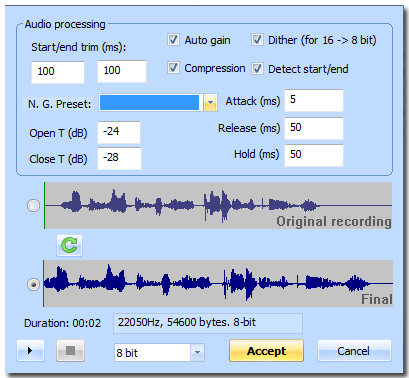 Audio processing
Start/end trim (ms):
Auto gain
Dither (for 16 -> 8 bit)
100 100
Compression
Detect start/end
N. G. Preset:
Attack (ms) 5
Open T (dB) -24
Release (ms) 50
Close T (dB) -28
Hold (ms) 50
Original recording
Final
Duration: 00:02 22050Hz, 54600 bytes. 8-bit
8 bit Accept Cancel